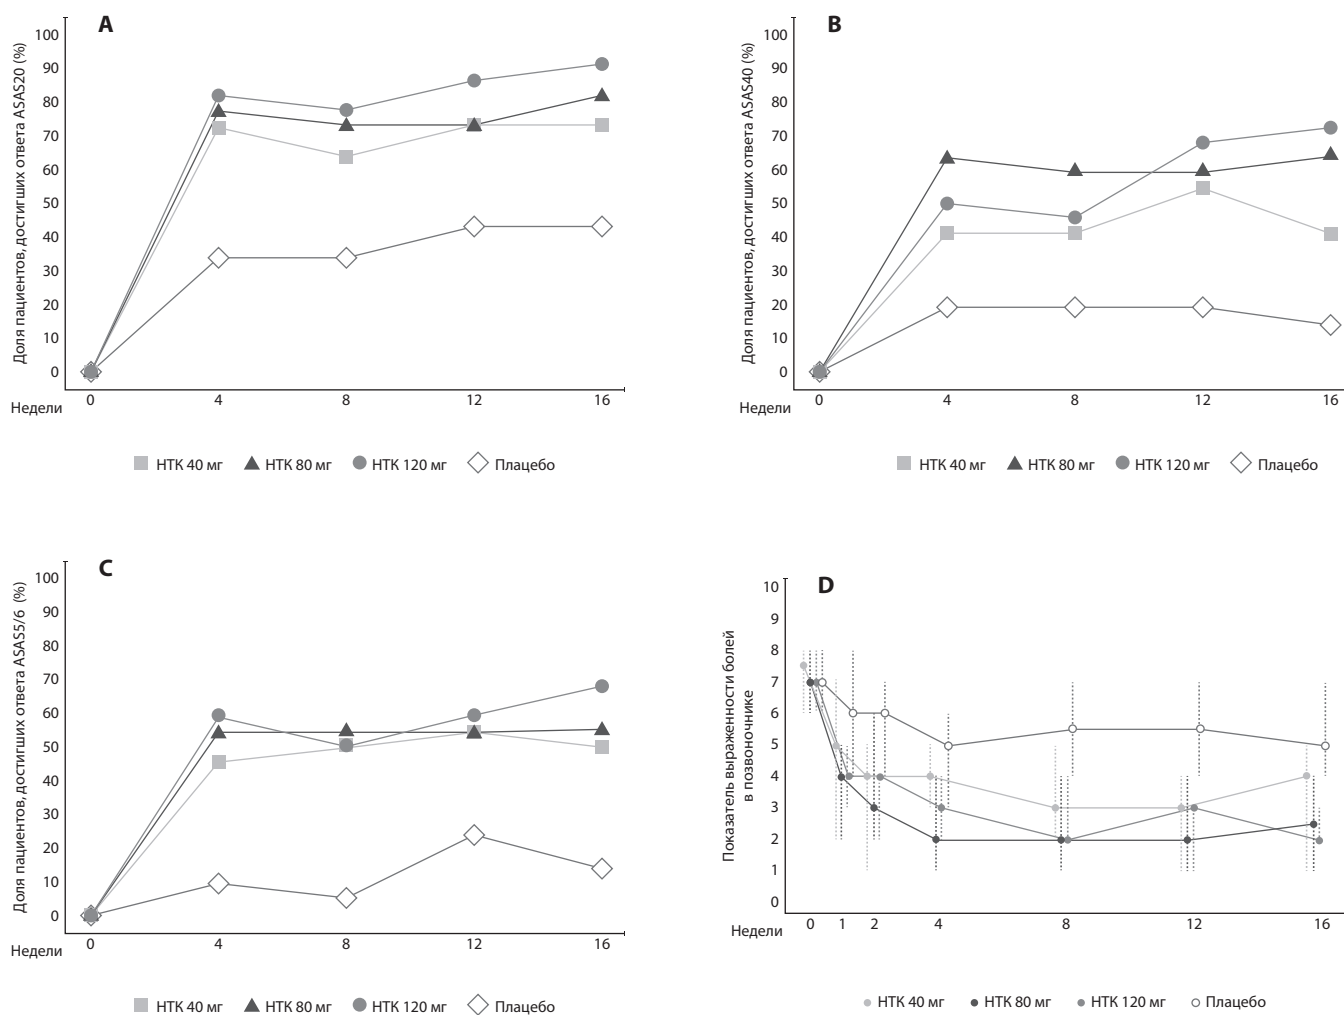 A
Доля пациентов, достигших ответа ASAS20 (%)
100
90
80
70
60
50
40
30
20
10
0
Недели 0 4 8 12 16
НТК 40 мг НТК 80 мг НТК 120 мг Плацебо
B
Доля пациентов, достигших ответа ASAS40 (%)
100
90
80
70
60
50
40
30
20
10
0
Недели 0 4 8 12 16
НТК 40 мг НТК 80 мг НТК 120 мг Плацебо
C
Доля пациентов, достигших ответа ASAS5/6 (%)
100
90
80
70
60
50
40
30
20
10
0
Недели 0 4 8 12 16
НТК 40 мг НТК 80 мг НТК 120 мг Плацебо
D
Показатель выраженности болей
в позвоночнике
10
9
8
7
6
5
4
3
2
1
0
Недели 0 1 2 4 8 12 16
НТК 40 мг НТК 80 мг НТК 120 мг Плацебо